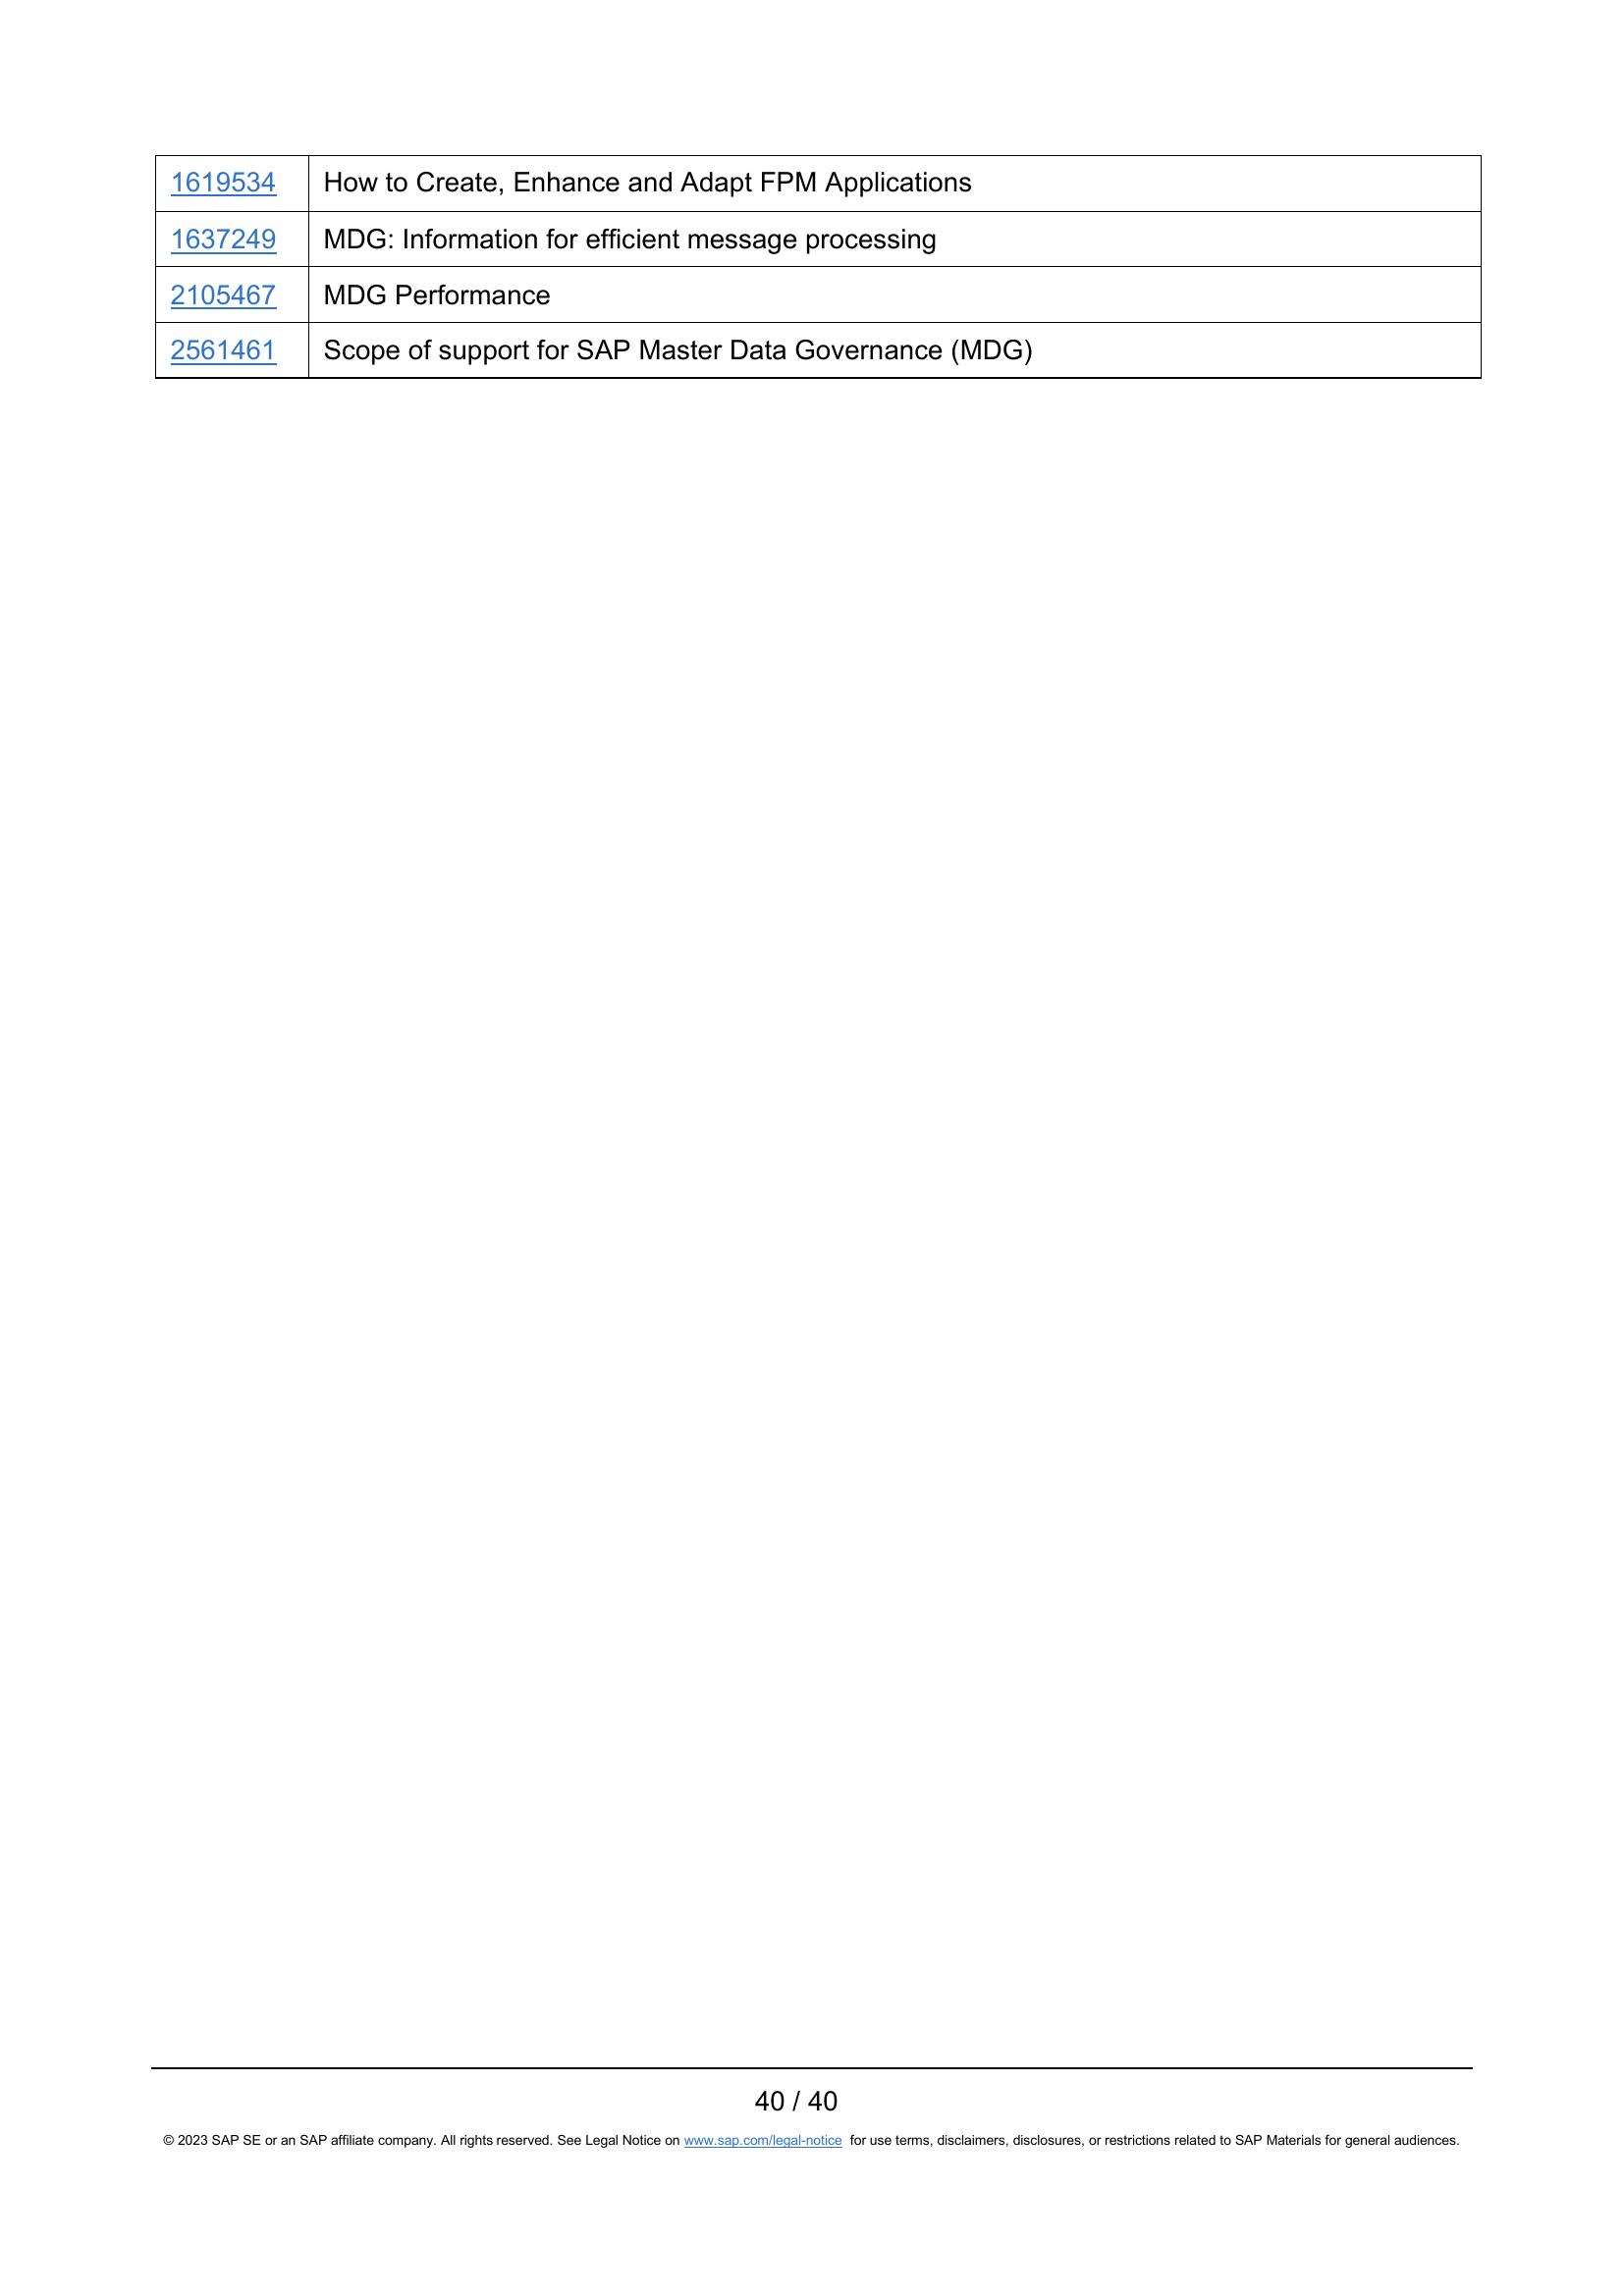 1619534 How to Create, Enhance and Adapt FPM Applications
1637249 MDG: Information for efficient message processing
2105467 MDG Performance
2561461 Scope of support for SAP Master Data Governance (MDG)
40 / 40
© 2023 SAP SE or an SAP affiliate company. All rights reserved. See Legal Notice on www.sap.com/legal-notice for use terms, disclaimers, disclosures, or restrictions related to SAP Materials for general audiences.